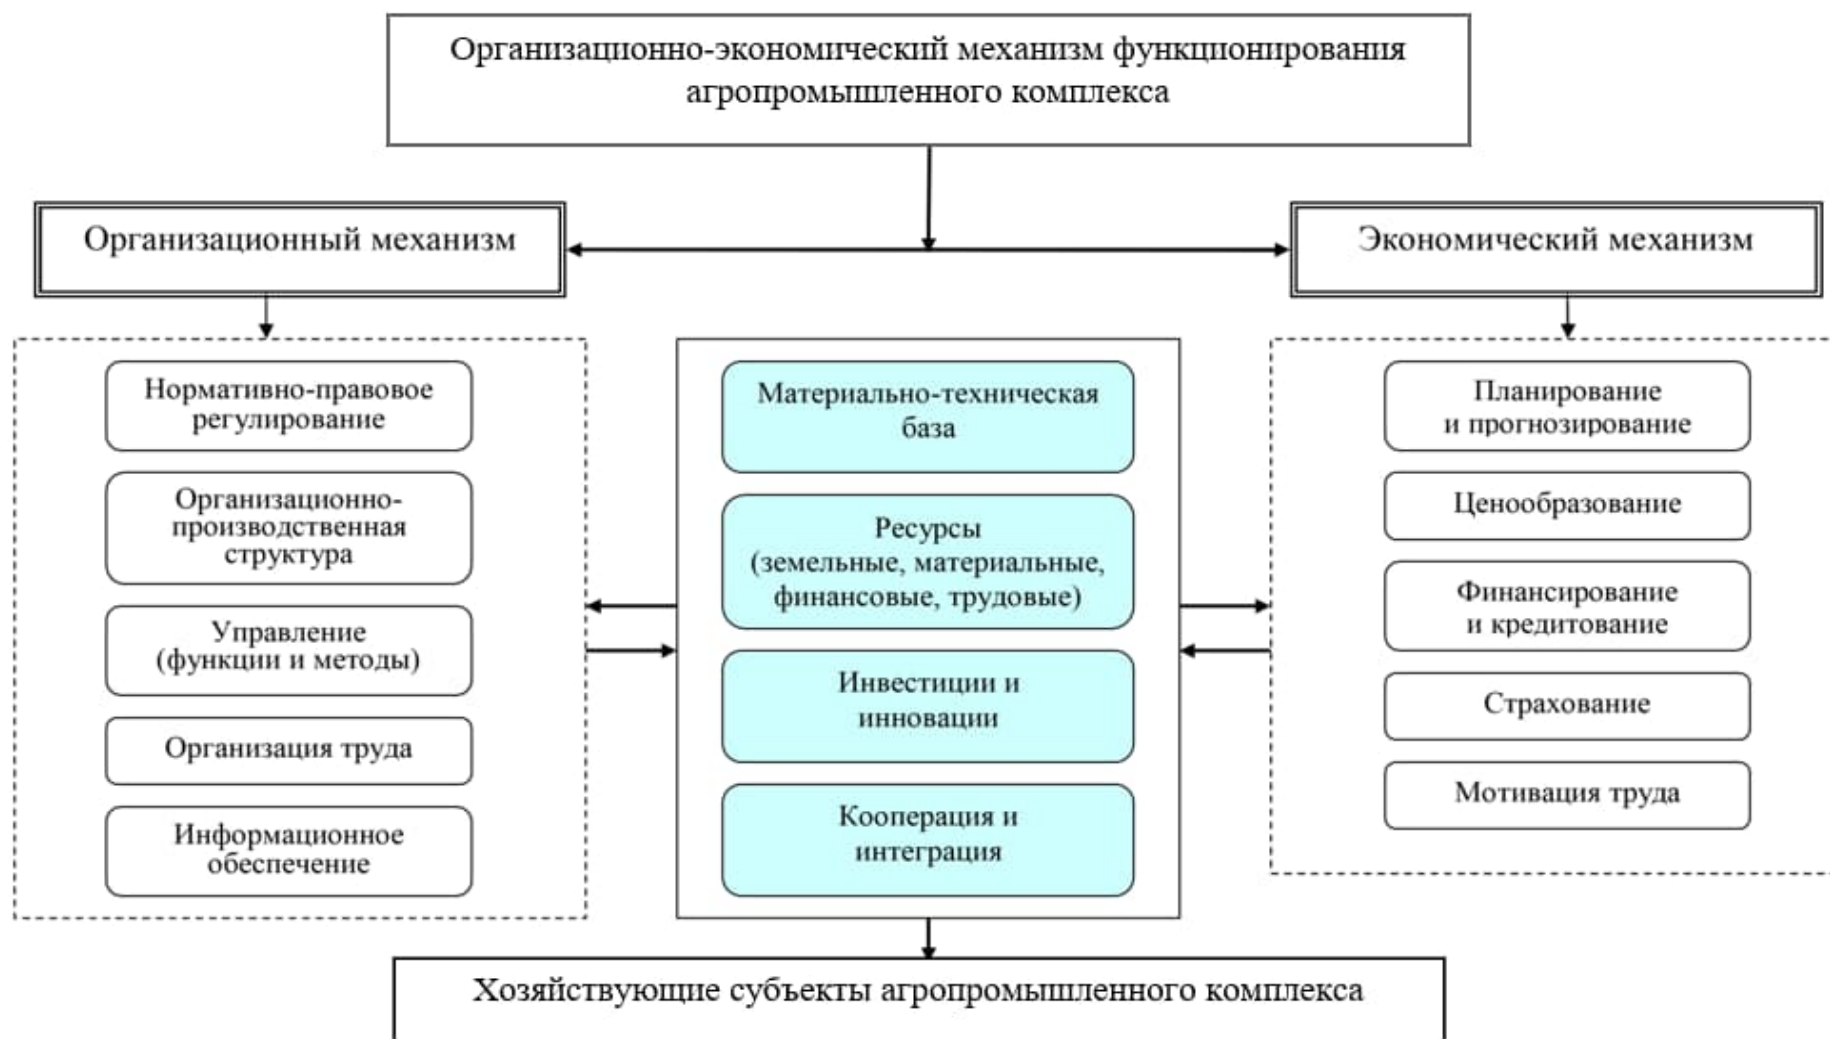 Организационно-экономический механизм функционирования
агропромышленного комплекса
Организационный механизм
Экономический механизм
Нормативно-правовое
регулирование
Организационно-
производственная
структура
Управление
(функции и методы)
Организация труда
Информационное
обеспечение
Материально-техническая
база
Ресурсы
(земельные, материальные,
финансовые, трудовые)
Инвестиции и
инновации
Кооперация и
интеграция
Планирование
и прогнозирование
Ценообразование
Финансирование
и кредитование
Страхование
Мотивация труда
Хозяйствующие субъекты агропромышленного комплекса